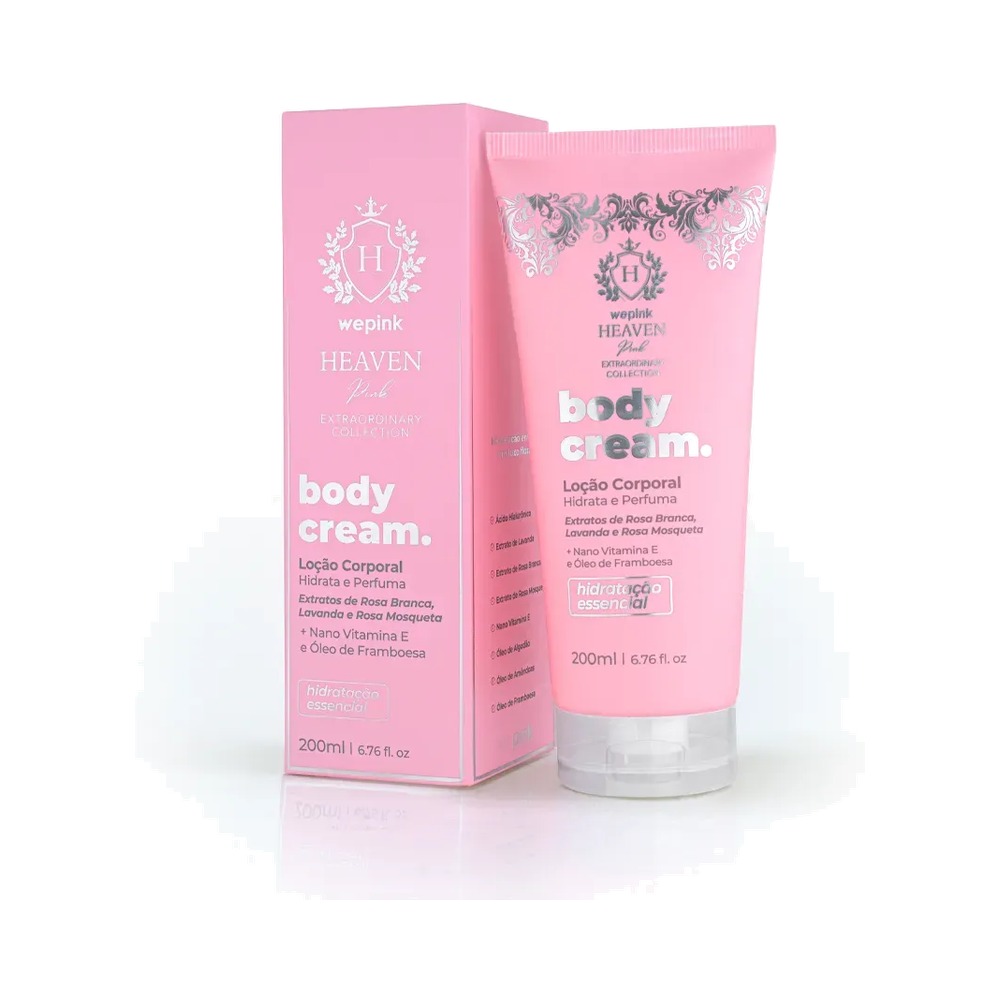 H
wepink
HEAVEN
Pink
EXTRAORDINARY
COLLECTION
body
cream.
Loção Corporal
Hidrata e Perfuma
Extratos de Rosa Branca,
Lavanda e Rosa Mosqueta
+ Nano Vitamina E
e Óleo de Framboesa
hidratação
essencial
200ml | 6.76 fl. oz
Ácido Hialurônico
Extrato de Lavanda
Extrato de Rosa Branca
Extrato de Rosa Mosque
Nano Vitamina E
Óleo de Algodão
Óleo de Amêndoas
Óleo de Framboesa
H
wepink
HEAVEN
Pink
EXTRAORDINARY
COLLECTION
body
cream.
Loção Corporal
Hidrata e Perfuma
Extratos de Rosa Branca,
Lavanda e Rosa Mosqueta
+ Nano Vitamina E
e Óleo de Framboesa
hidratação
essencial
200ml | 6.76 fl. oz